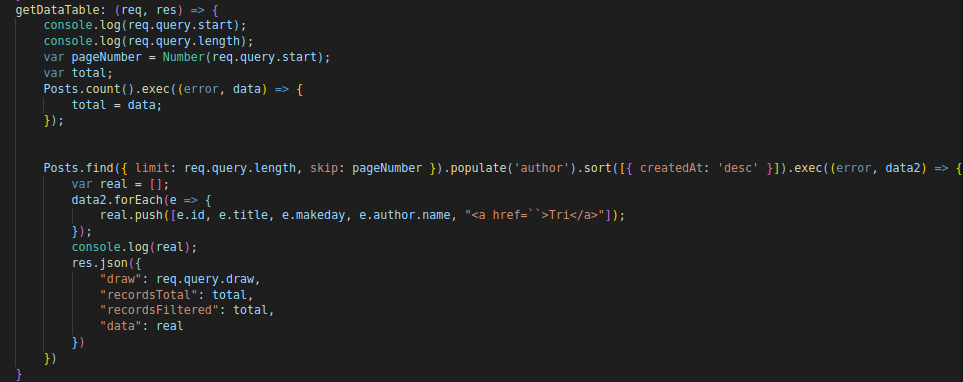 getDataTable: (req, res) => {
console.log(req.query.start);
console.log(req.query.length);
var pageNumber = Number(req.query.start);
var total;
Posts.count().exec((error, data) => {
total = data;
});
Posts.find({ limit: req.query.length, skip: pageNumber }).populate('author').sort([{ createdAt: 'desc' }]).exec((error, data2) => {
var real = [];
data2.forEach(e => {
real.push([e.id, e.title, e.makeday, e.author.name, "<a href=``>Tri</a>"]);
});
console.log(real);
res.json({
"draw": req.query.draw,
"recordsTotal": total,
"recordsFiltered": total,
"data": real
})
})
}